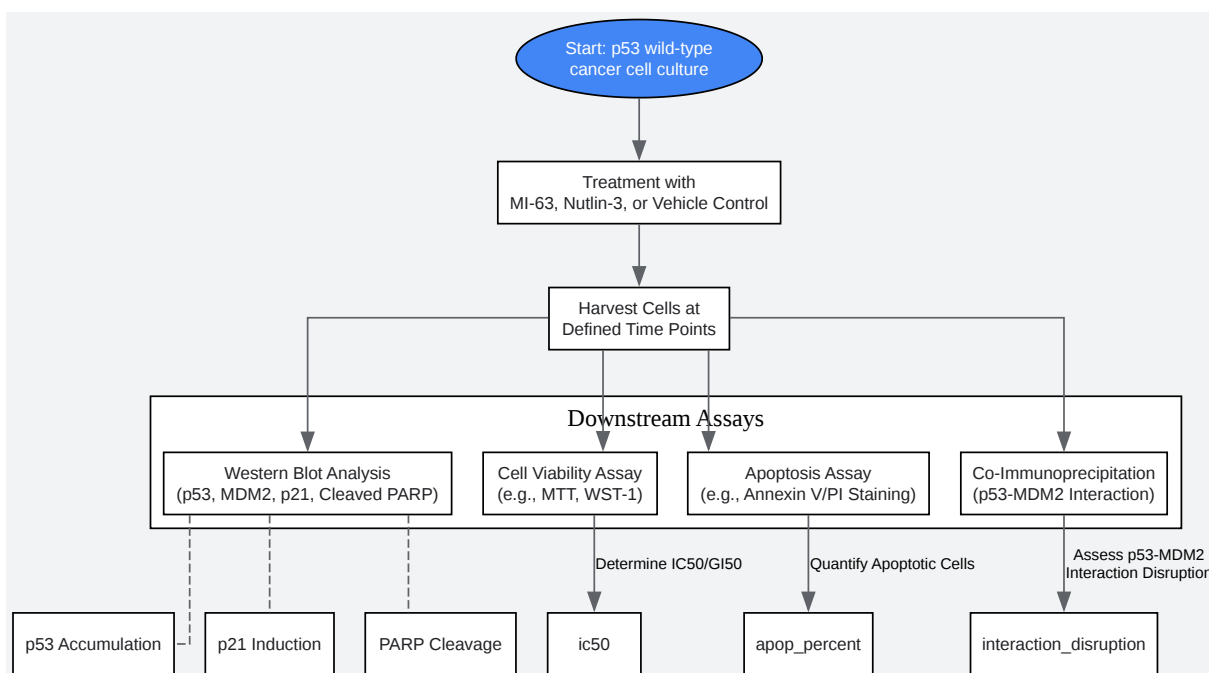 Start: p53 wild-type
cancer cell culture
Treatment with
MI-63, Nutlin-3, or Vehicle Control
Harvest Cells at
Defined Time Points
Downstream Assays
Western Blot Analysis
(p53, MDM2, p21, Cleaved PARP)
Cell Viability Assay
(e.g., MTT, WST-1)
Apoptosis Assay
(e.g., Annexin V/PI Staining)
Co-Immunoprecipitation
(p53-MDM2 Interaction)
Determine IC50/GI50
Quantify Apoptotic Cells
Assess p53-MDM2
Interaction Disruption
p53 Accumulation
p21 Induction
PARP Cleavage
ic50
apop_percent
interaction_disruption